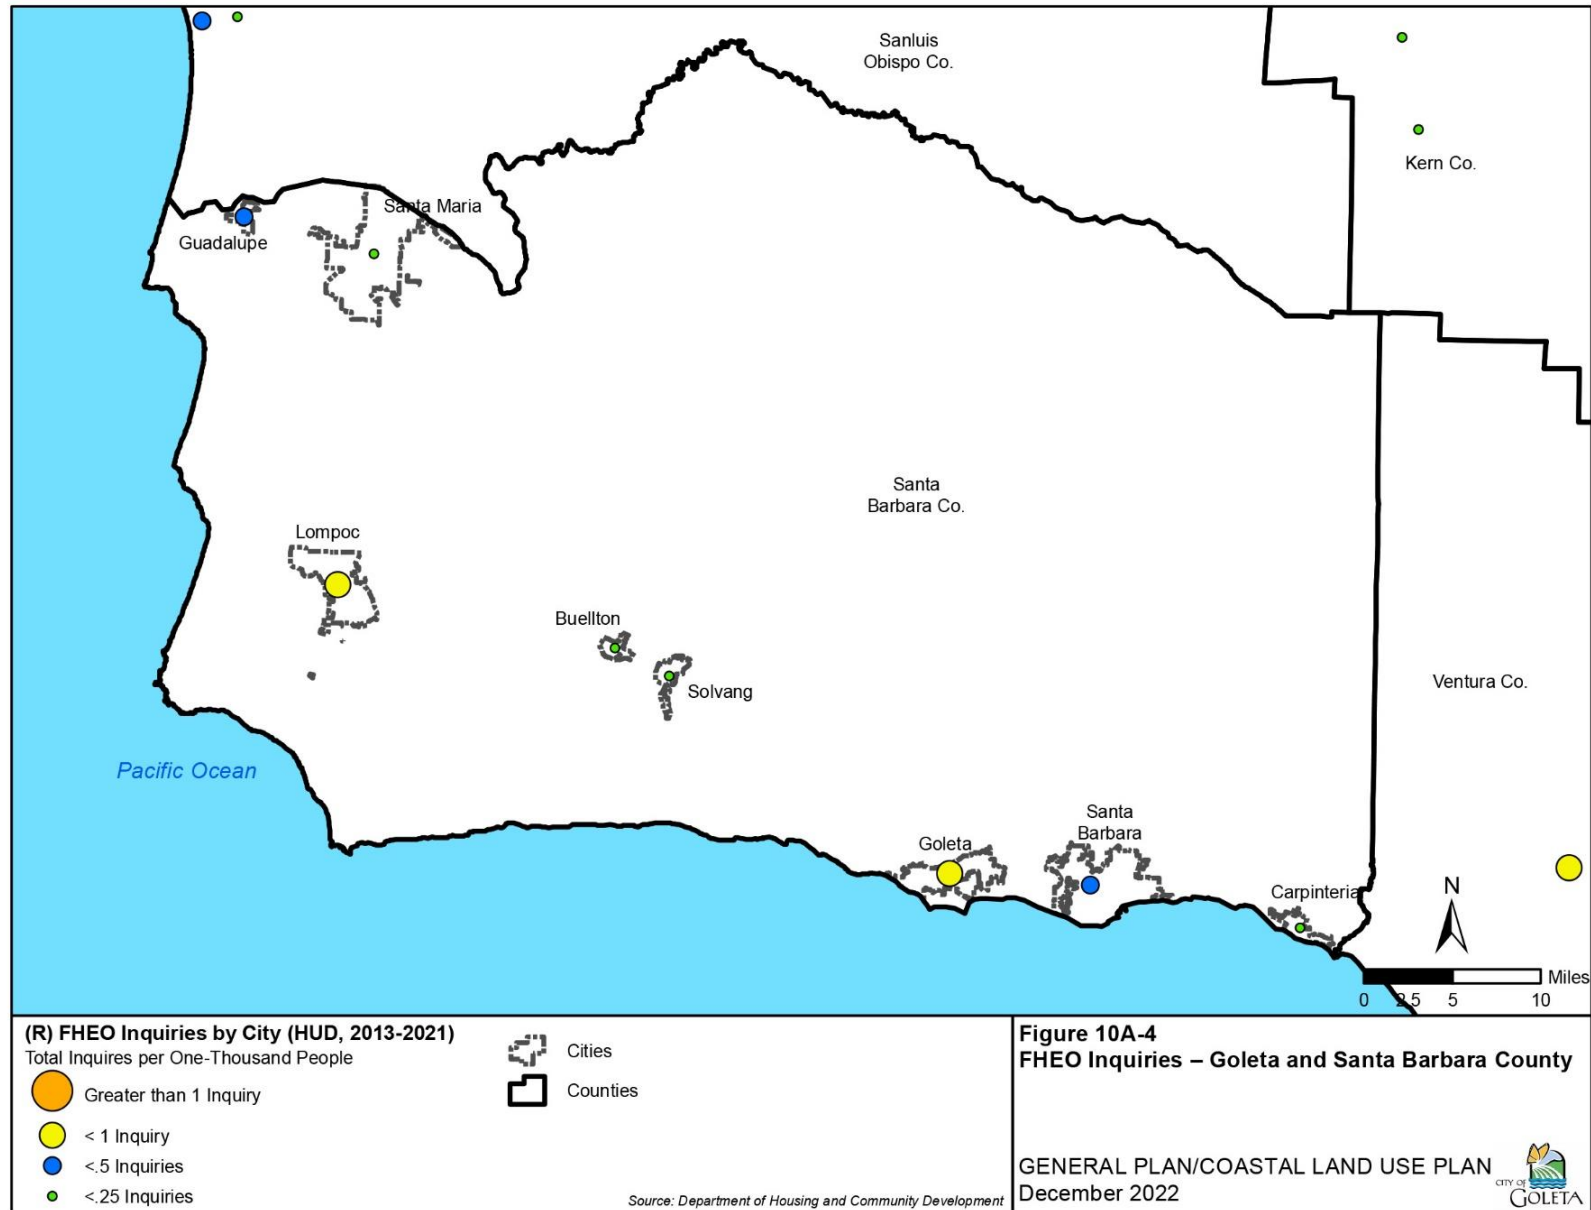 Sanluis
Obispo Co.
Kern Co.
Santa Maria
Guadalupe
Santa
Barbara Co.
Lompoc
Buellton
Solvang
Ventura Co.
Pacific Ocean
Santa
Barbara
Goleta
Carpinteria
N
Miles
0 2.5 5 10
(R) FHEO Inquiries by City (HUD, 2013-2021)
Total Inquires per One-Thousand People
Greater than 1 Inquiry
< 1 Inquiry
<.5 Inquiries
<.25 Inquiries
Cities
Counties
Source: Department of Housing and Community Development
Figure 10A-4
FHEO Inquiries – Goleta and Santa Barbara County
GENERAL PLAN/COASTAL LAND USE PLAN
December 2022
CITY OF
GOLETA